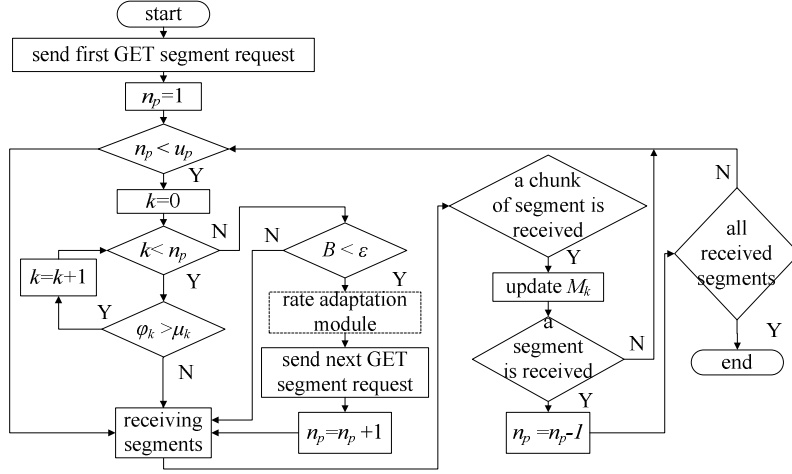 start
send first GET segment request
n_p=1
n_p < u_p
Y
k=0
k< n_p
N
Y
k=k+1
φ_k >μ_k
Y
N
receiving
segments
B < ε
N
Y
rate adaptation
module
send next GET
segment request
n_p=n_p +1
a chunk
of segment is
received
Y
update M_k
a
segment
is received
N
Y
n_p =n_p-1
all
received
segments
N
Y
end